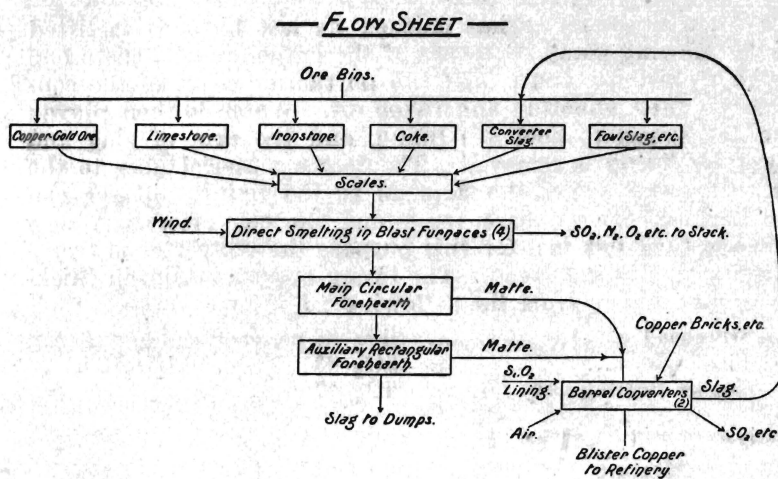 FLOW SHEET
Ore Bins.
Copper-Gold Ore
Limestone.
Ironstone.
Coke.
Converter
Slag.
Foul Slag, etc.
Scales.
Wind.
Direct Smelting in Blast Furnaces (4)
SO₂, N₂, O₂ etc. to Stack.
Main Circular
Forehearth
Matte.
Copper Bricks, etc.
Auxiliary Rectangular
Forehearth.
Matte.
S₁.O₂
Lining.
Barrel Converters
(2)
Slag.
Slag to Dumps.
Air.
SO₂ etc
Blister Copper
to Refinery.